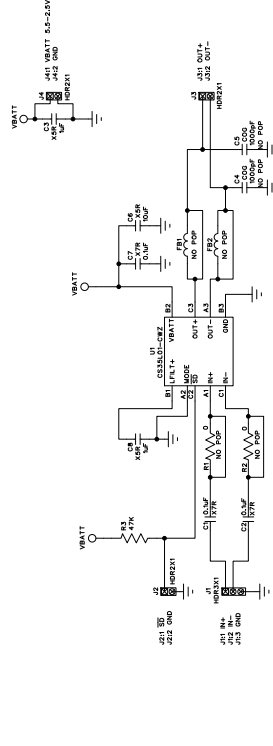 VBATT
J4
J4:1 VBATT 5.5-2.5V
J4:2 GND
HDR2X1
C3
X5R
1uF
VBATT
C6
X5R
10uF
C7
X7R
0.1uF
J3
J3:1 OUT+
J3:2 OUT-
HDR2X1
C5
COG
1000pF
NO POP
C4
COG
1000pF
NO POP
FB1
NO POP
FB2
NO POP
B2
C3
A3
B3
VBATT
OUT+
OUT-
GND
U1
CS35L01-CWZ
LFILT+
MODE
SD
IN+
IN-
B1
A2
C2
A1
C1
C8
X5R
1uF
VBATT
R3
47K
R1
0
NO POP
R2
0
NO POP
C1
0.1uF
X7R
C2
0.1uF
X7R
J2
HDR2X1
J2:1 SD
J2:2 GND
J1
HDR3X1
J1:1 IN+
J1:2 IN-
J1:3 GND